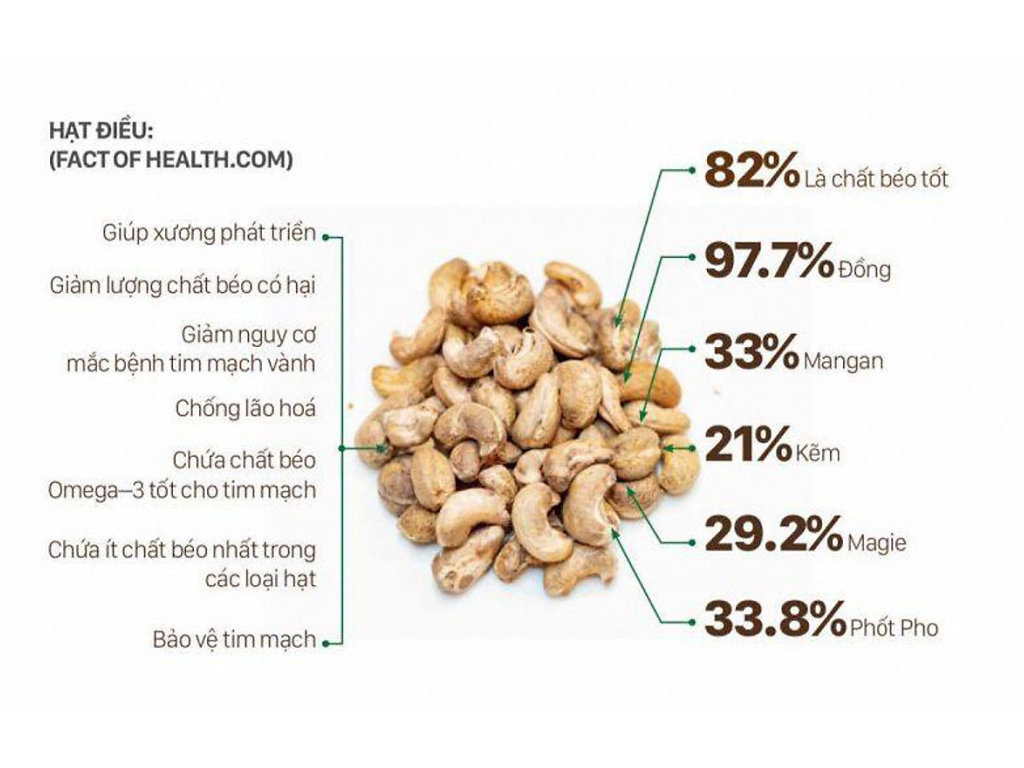 HẠT ĐIỀU:
(FACT OF HEALTH.COM)
Giúp xương phát triển
Giảm lượng chất béo có hại
Giảm nguy cơ
mắc bệnh tim mạch vành
Chống lão hoá
Chứa chất béo
Omega–3 tốt cho tim mạch
Chứa ít chất béo nhất trong
các loại hạt
Bảo vệ tim mạch
82% Là chất béo tốt
97.7% Đồng
33% Mangan
21% Kẽm
29.2% Magie
33.8% Phốt Pho